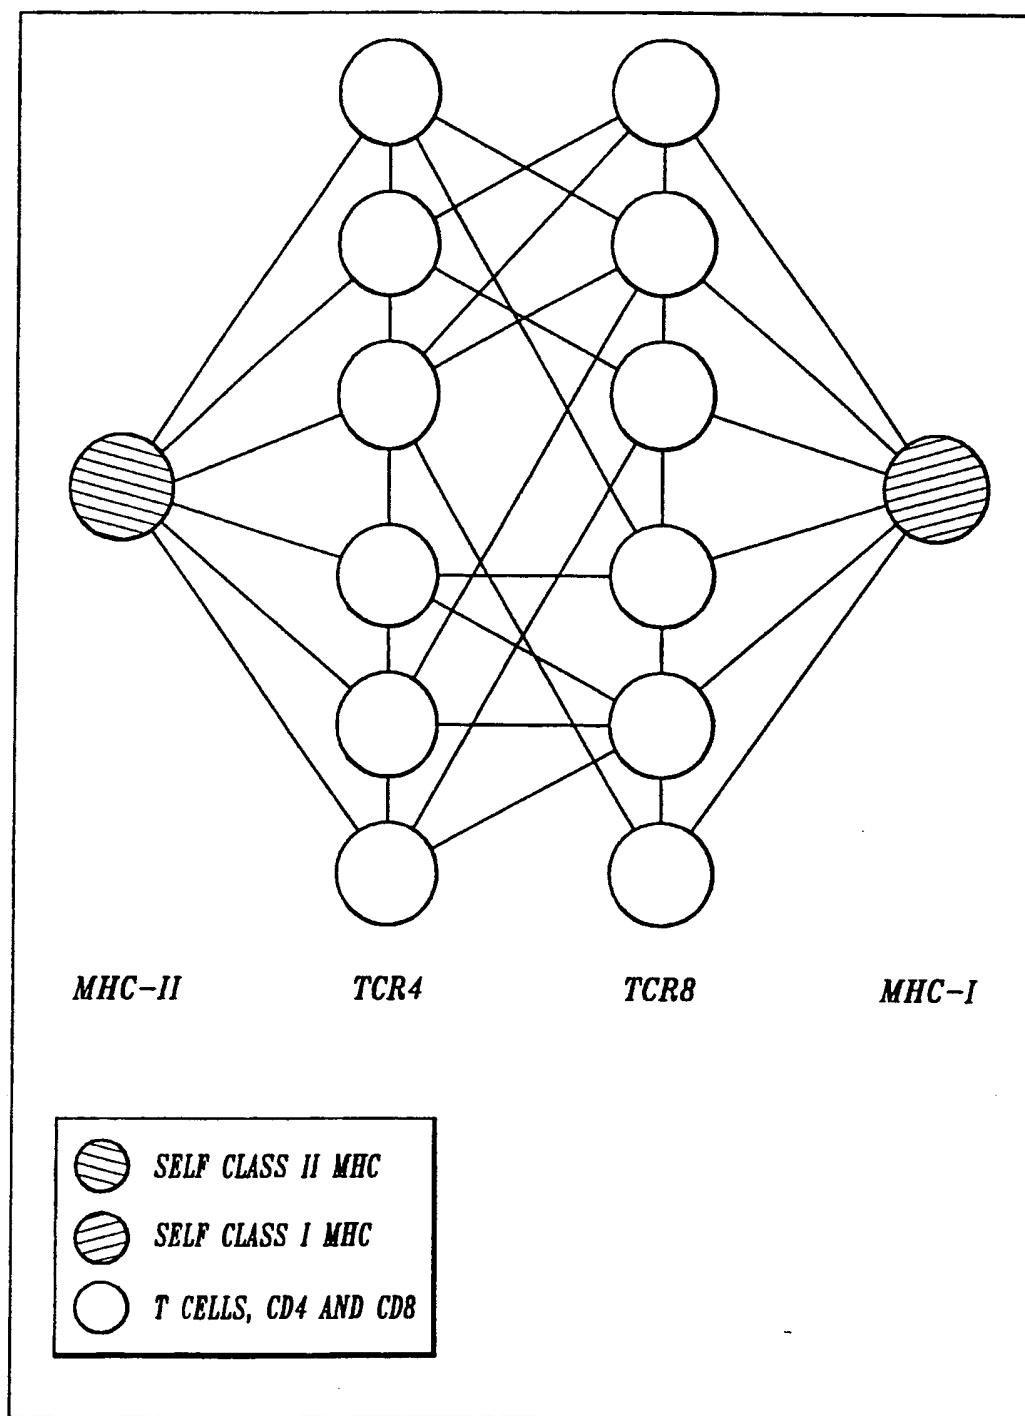 MHC-II TCR4 TCR8 MHC-I
SELF CLASS II MHC
SELF CLASS I MHC
T CELLS, CD4 AND CD8